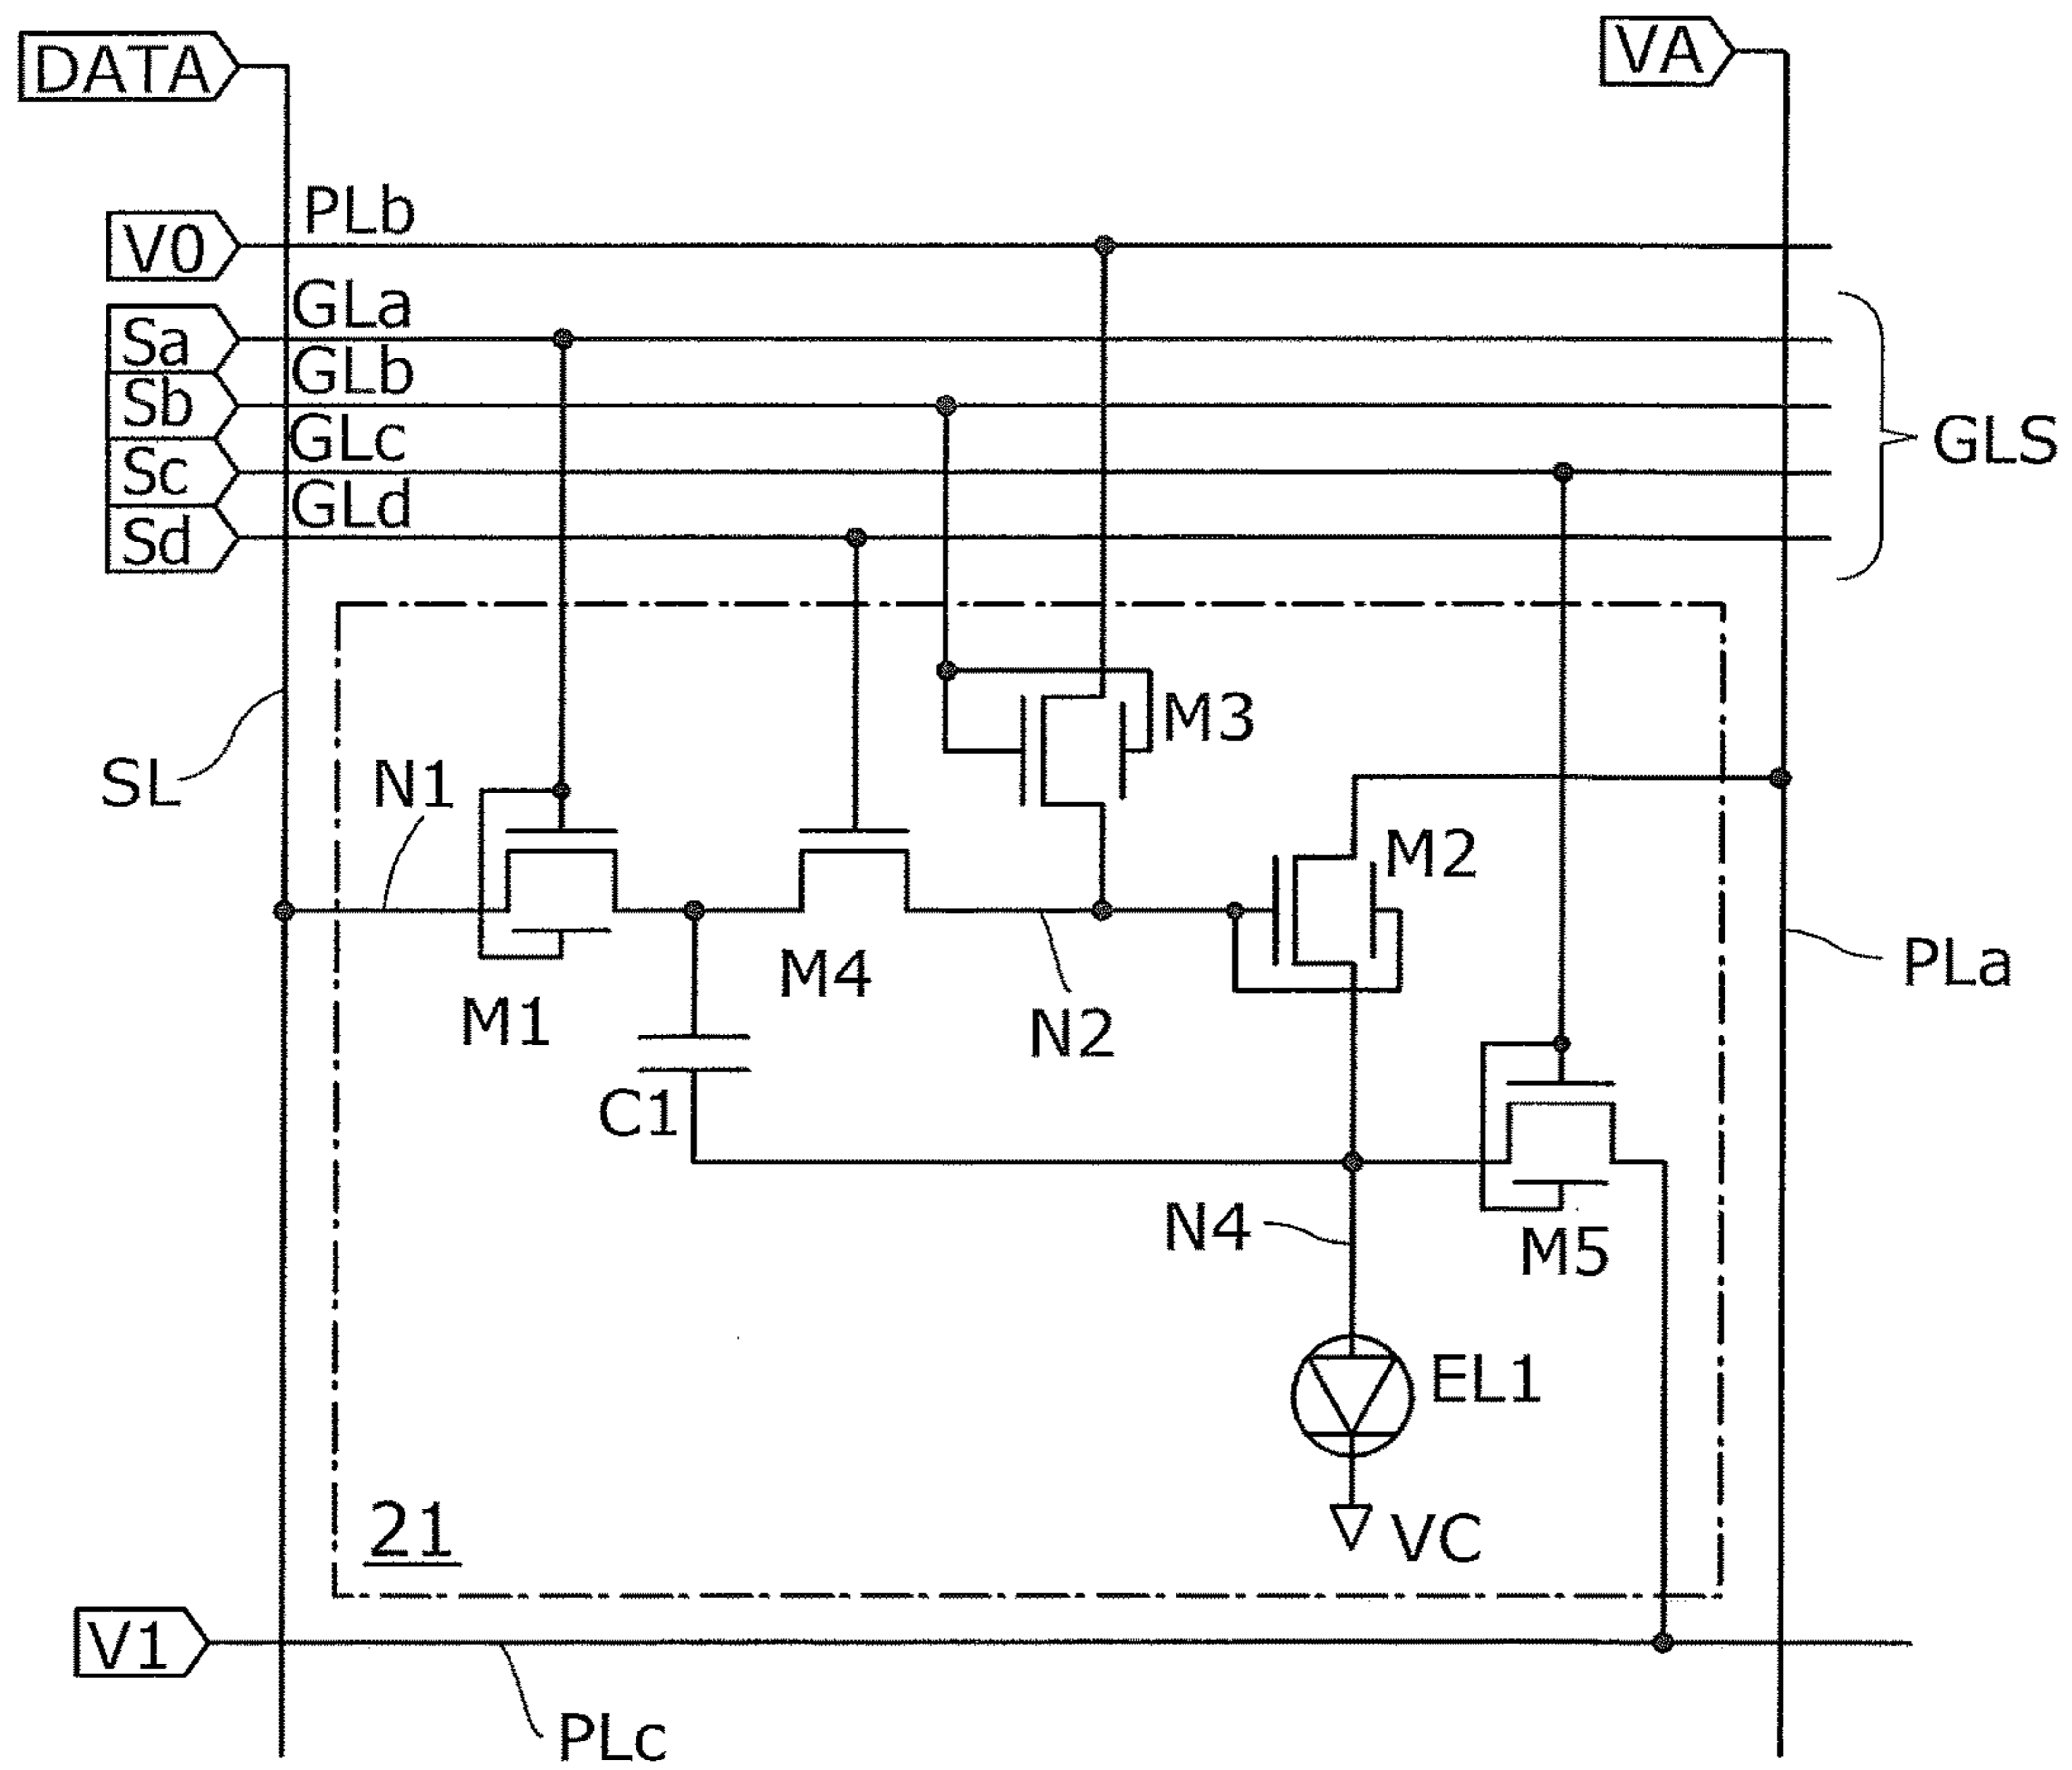 DATA
VA
PLb
V0
GLa
Sa
GLb
Sb
GLc
Sc
GLd
Sd
GLS
M3
SL
N1
M2
M4
PLa
M1
N2
C1
N4
M5
EL1
21
VC
V1
PLc